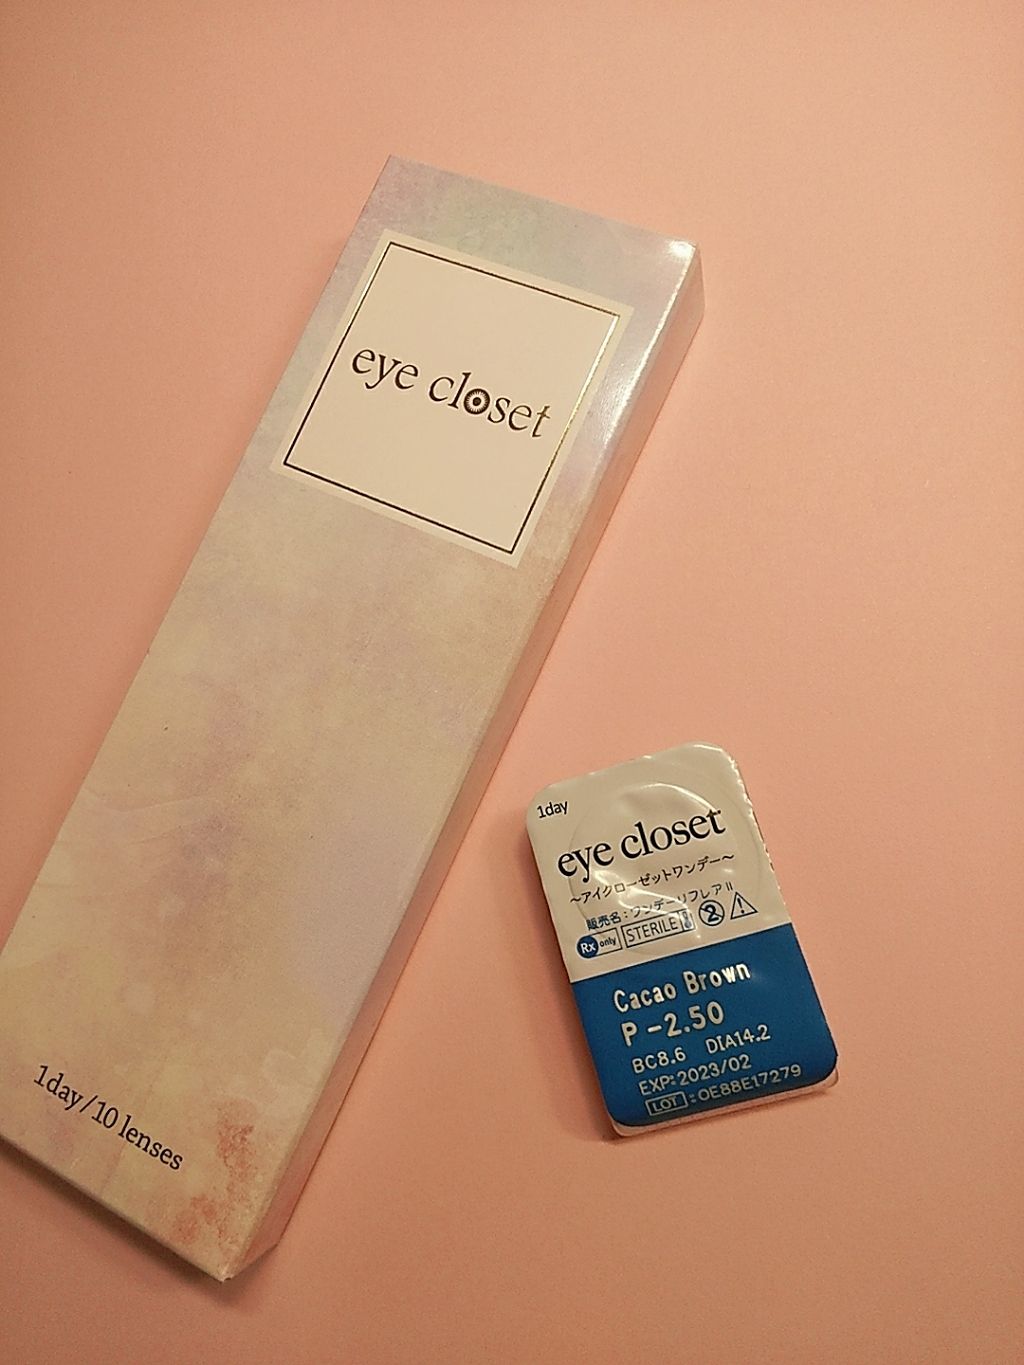 eye closet
1day/10 lenses
1day
eye closet
~アイクローゼットワンデー~
販売名:ワンデーリフレアⅡ
Rx only STERILE 2
Cacao Brown
P -2.50
BC8.6 DIA14.2
EXP:2023/02
LOT :OE88E17279